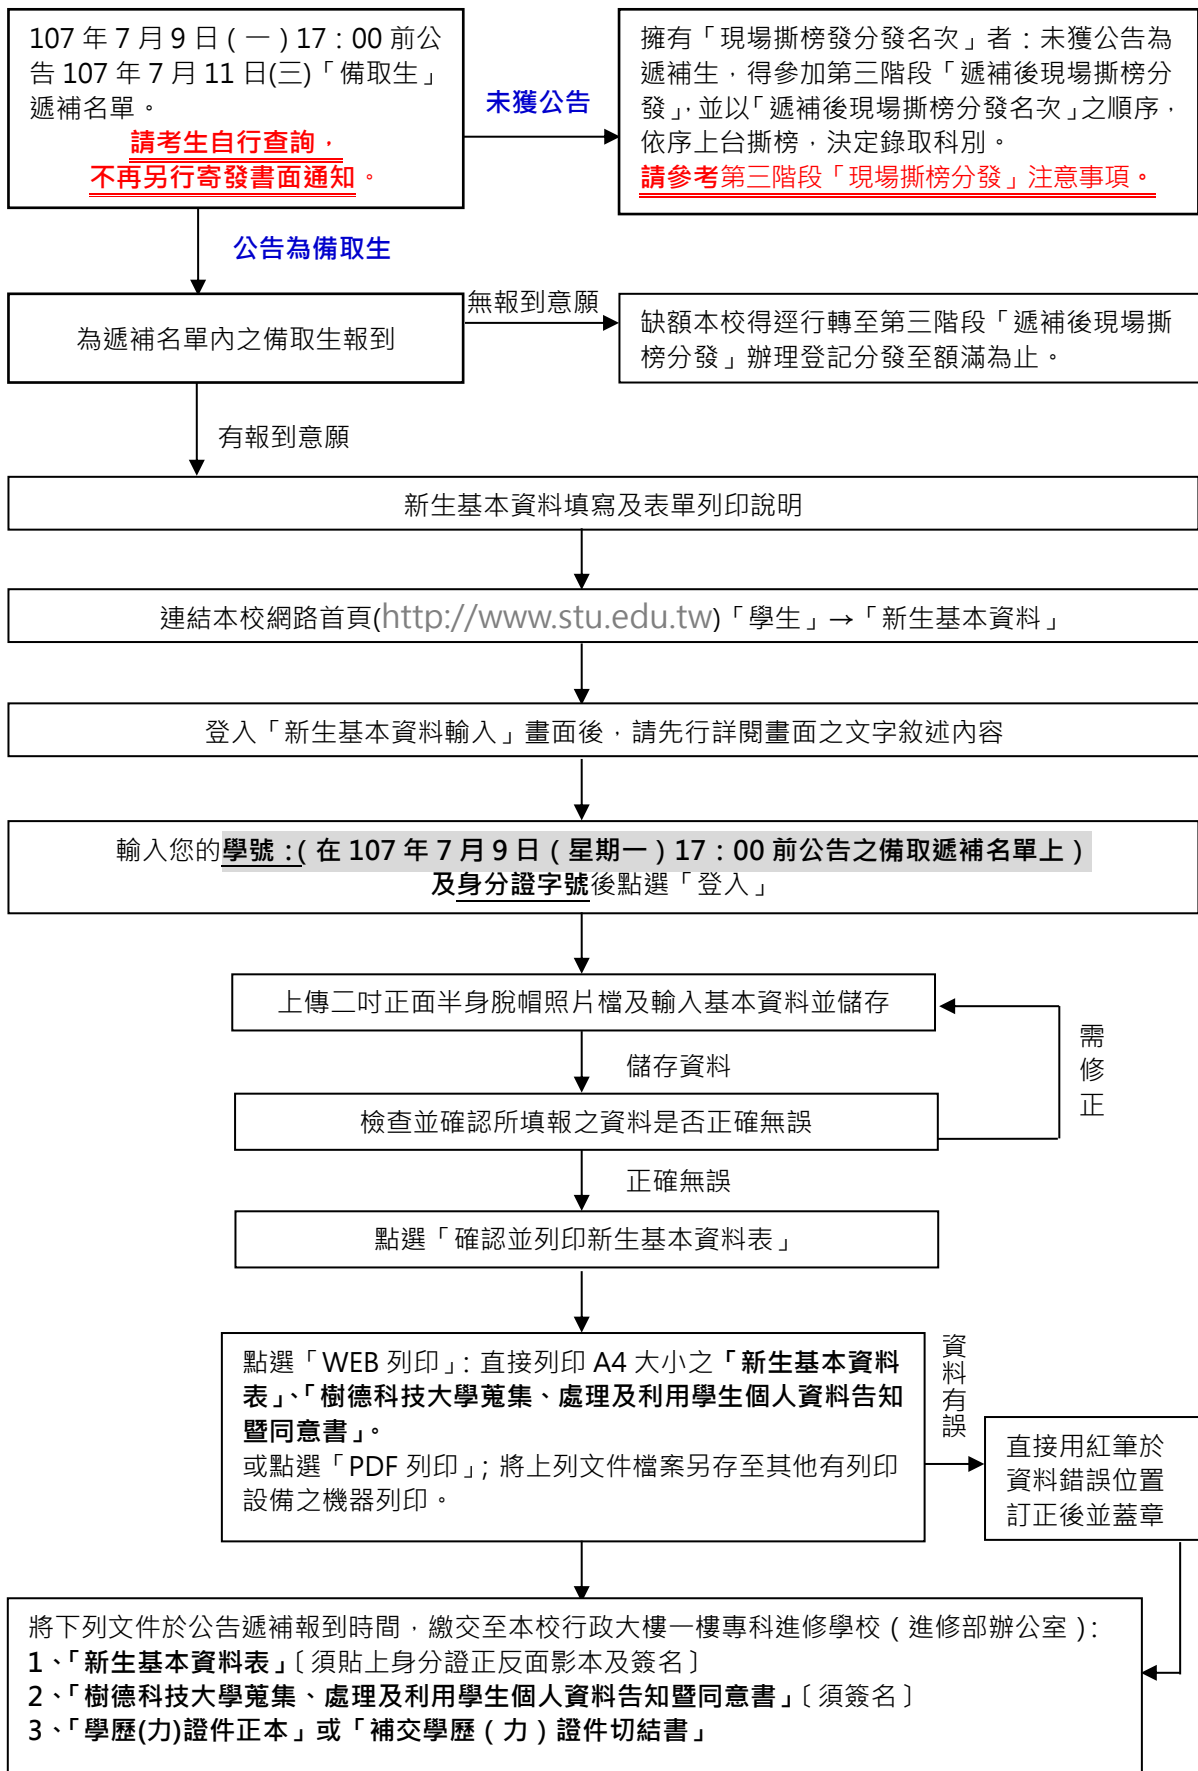 107 年 7 月 9 日 ( 一 ) 17：00 前公
告 107 年 7 月 11 日(三)「備取生」
遞補名單。
請考生自行查詢，
不再另行寄發書面通知。
未獲公告
擁有「現場撕榜發分發名次」者：未獲公告為
遞補生，得參加第三階段「遞補後現場撕榜分
發」，並以「遞補後現場撕榜分發名次」之順序，
依序上台撕榜，決定錄取科別。
請參考第三階段「現場撕榜分發」注意事項。
公告為備取生
為遞補名單內之備取生報到
無報到意願
缺額本校得逕行轉至第三階段「遞補後現場撕
榜分發」辦理登記分發至額滿為止。
有報到意願
新生基本資料填寫及表單列印說明
連結本校網路首頁(http://www.stu.edu.tw)「學生」→「新生基本資料」
登入「新生基本資料輸入」畫面後，請先行詳閱畫面之文字敘述內容
輸入您的學號：( 在 107 年 7 月 9 日 ( 星期一 ) 17：00 前公告之備取遞補名單上 )
及身分證字號後點選「登入」
上傳二吋正面半身脫帽照片檔及輸入基本資料並儲存
需
修
正
儲存資料
檢查並確認所填報之資料是否正確無誤
正確無誤
點選「確認並列印新生基本資料表」
點選「WEB 列印」：直接列印 A4 大小之「新生基本資料
表」、「樹德科技大學蒐集、處理及利用學生個人資料告知
暨同意書」。
或點選「PDF 列印」；將上列文件檔案另存至其他有列印
設備之機器列印。
資
料
有
誤
直接用紅筆於
資料錯誤位置
訂正後並蓋章
將下列文件於公告遞補報到時間，繳交至本校行政大樓一樓專科進修學校 ( 進修部辦公室 )：
1、「新生基本資料表」〔須貼上身分證正反面影本及簽名〕
2、「樹德科技大學蒐集、處理及利用學生個人資料告知暨同意書」〔須簽名〕
3、「學歷(力)證件正本」或「補交學歷 ( 力 ) 證件切結書」